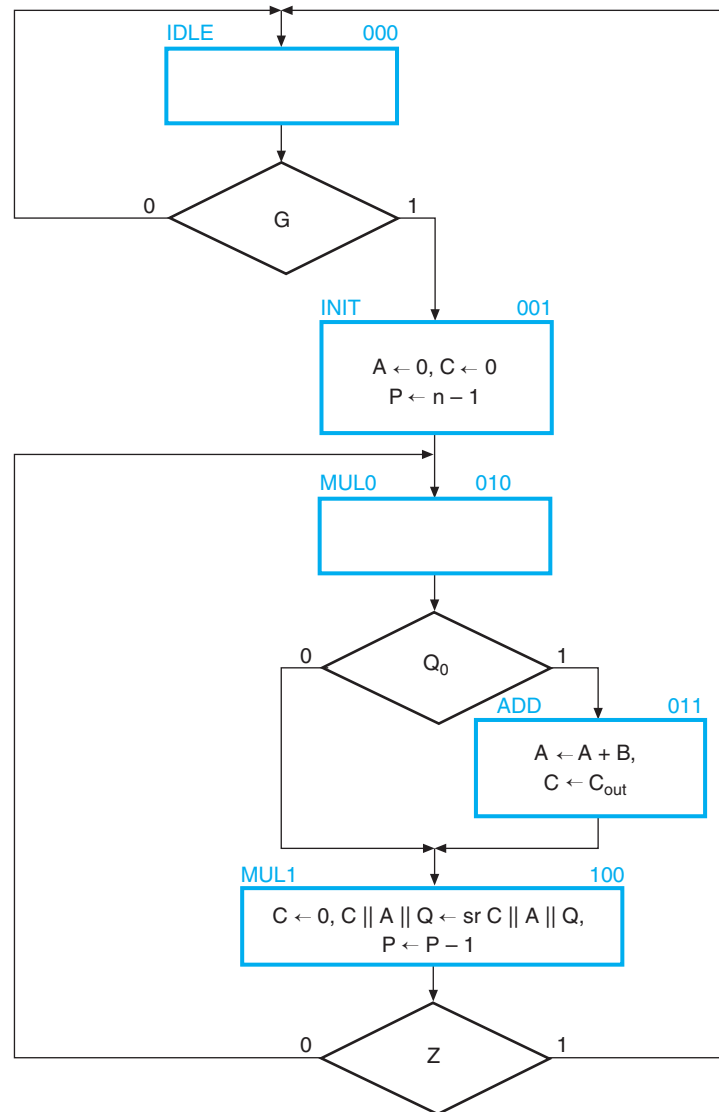 IDLE 000
0 G 1
INIT 001
A ← 0, C ← 0
P ← n – 1
MUL0 010
0 Q₀ 1
ADD 011
A ← A + B,
C ← Cout
MUL1 100
C ← 0, C || A || Q ← sr C || A || Q,
P ← P – 1
0 Z 1